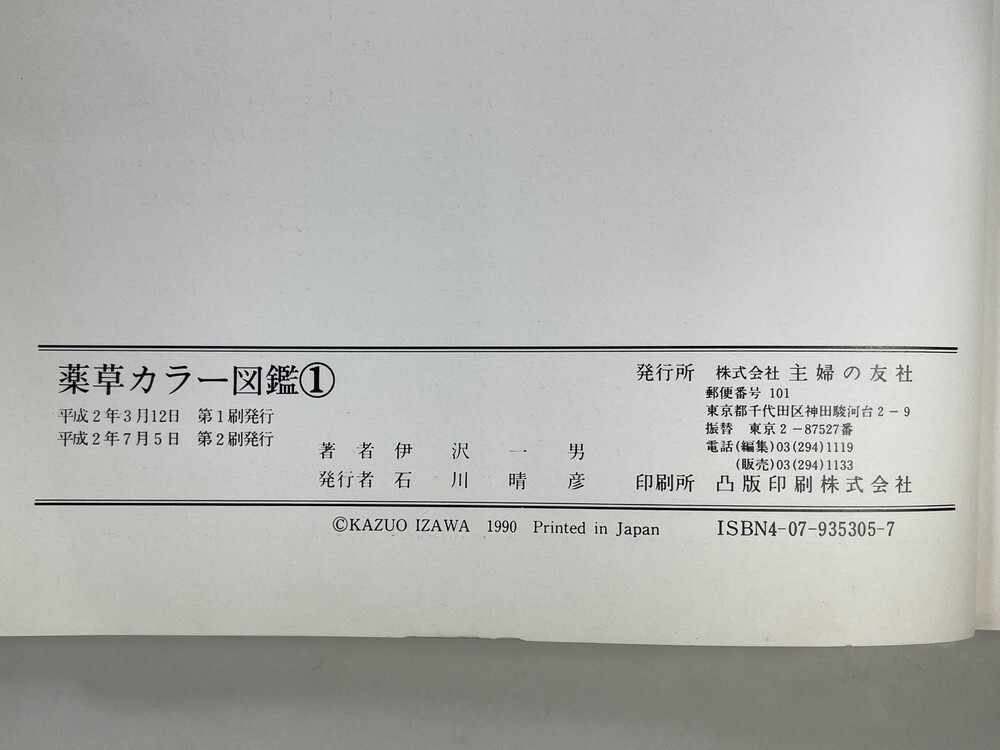 薬草カラー図鑑①
平成2年3月12日 第1刷発行
平成2年7月5日 第2刷発行
著者 伊沢一男
発行者 石川晴彦
発行所 株式会社 主婦の友社
郵便番号 101
東京都千代田区神田駿河台2-9
振替 東京2-87527番
電話(編集)03(294)1119
(販売)03(294)1133
印刷所 凸版印刷株式会社
©KAZUO IZAWA 1990 Printed in Japan
ISBN4-07-935305-7